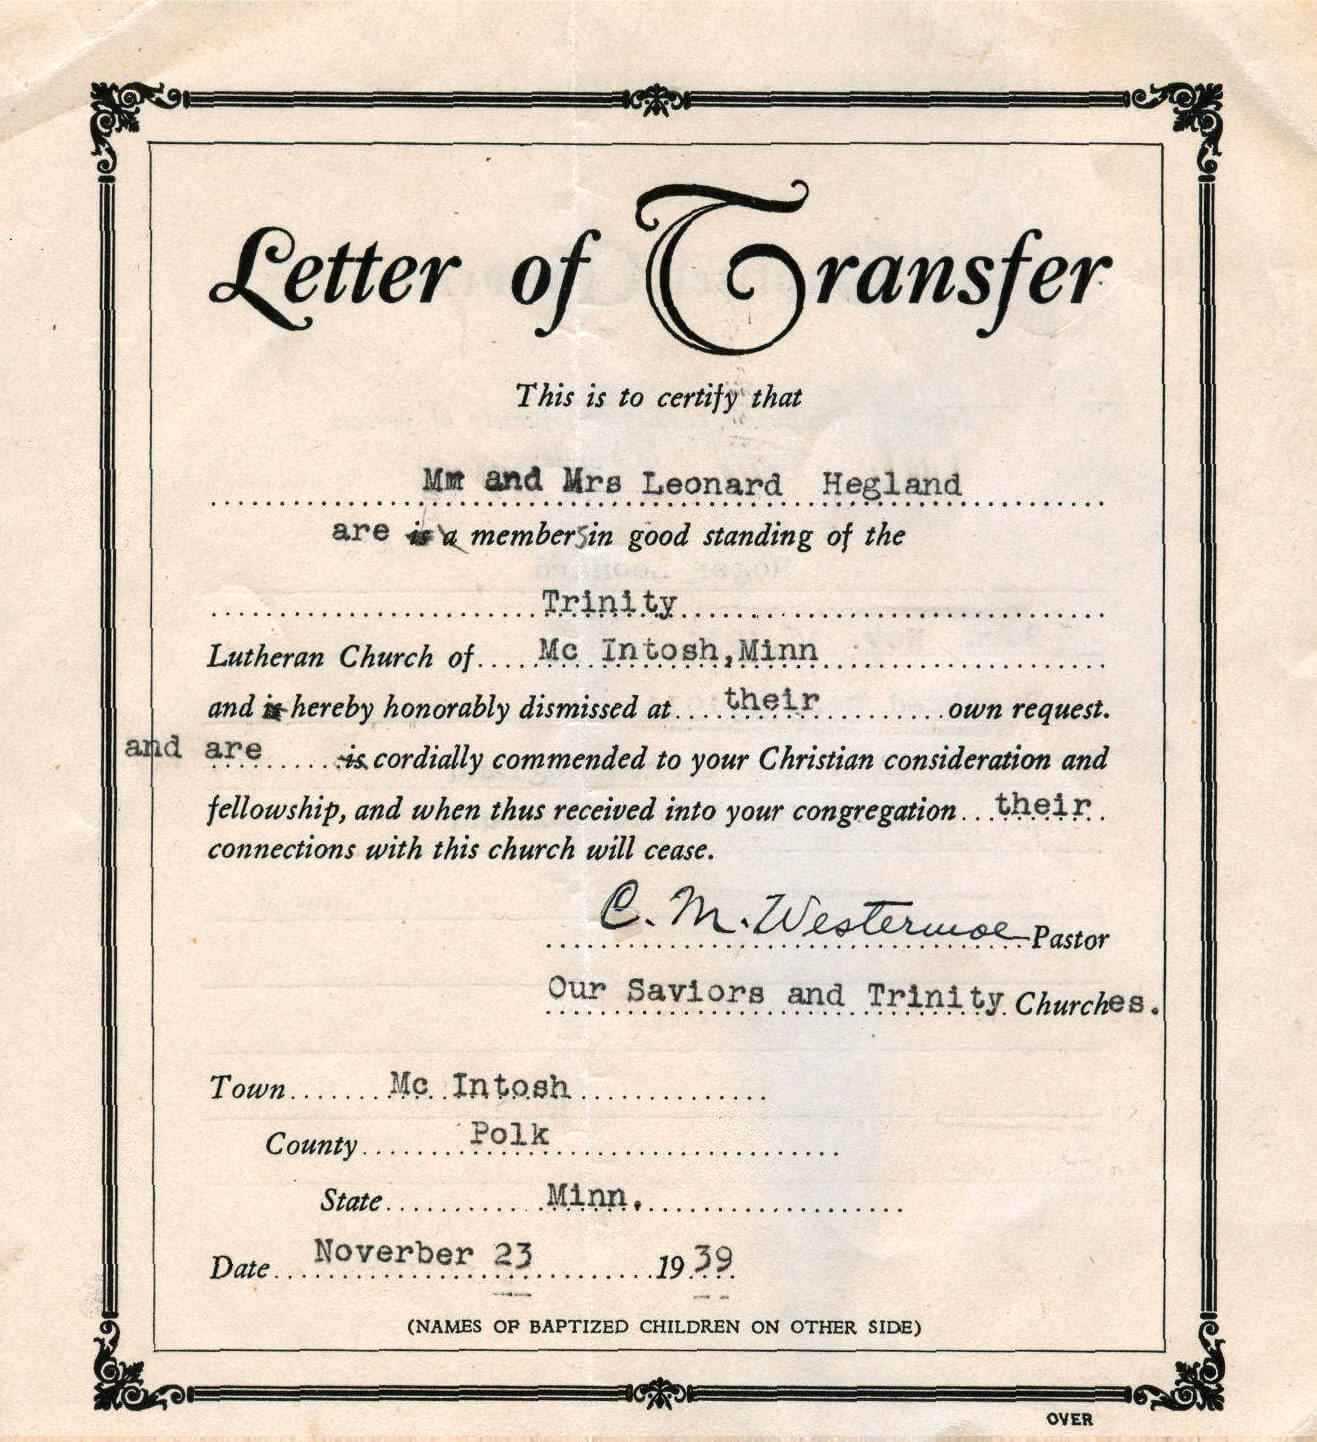 Letter of Transfer
This is to certify that
Mr and Mrs Leonard Hegland
are is a members in good standing of the
Trinity
Lutheran Church of Mc Intosh, Minn
and is hereby honorably dismissed at their own request.
and are is cordially commended to your Christian consideration and
fellowship, and when thus received into your congregation their
connections with this church will cease.
C. M. Westermoe Pastor
Our Saviors and Trinity Churches.
Town Mc Intosh
County Polk
State Minn.
Date Noverber 23 1939
(NAMES OF BAPTIZED CHILDREN ON OTHER SIDE)
OVER